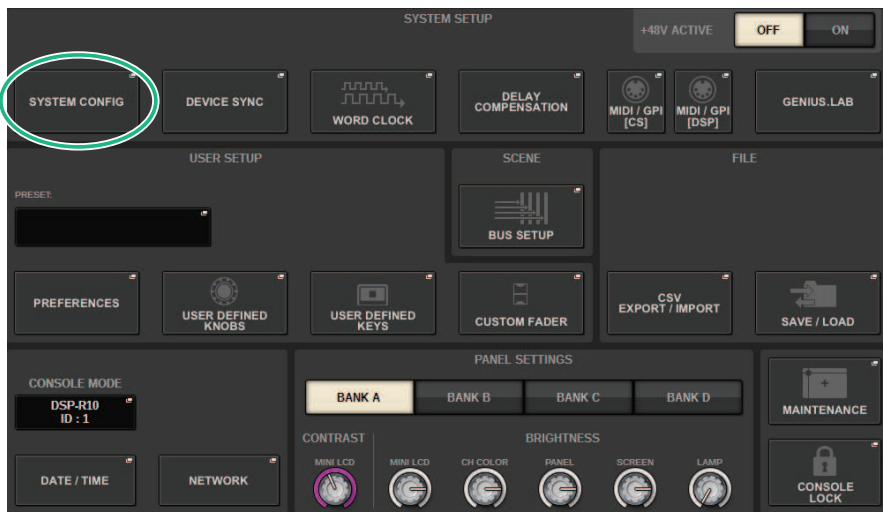 SYSTEM SETUP
+48V ACTIVE
OFF
ON
SYSTEM CONFIG
DEVICE SYNC
WORD CLOCK
DELAY
COMPENSATION
MIDI / GPI
[CS]
MIDI / GPI
[DSP]
GENIUS.LAB
USER SETUP
SCENE
FILE
PRESET:
BUS SETUP
PREFERENCES
USER DEFINED
KNOBS
USER DEFINED
KEYS
CUSTOM FADER
CSV
EXPORT / IMPORT
SAVE / LOAD
CONSOLE MODE
DSP-R10
ID : 1
PANEL SETTINGS
BANK A
BANK B
BANK C
BANK D
MAINTENANCE
CONTRAST
BRIGHTNESS
MINI LCD
MINI LCD
CH COLOR
PANEL
SCREEN
LAMP
DATE / TIME
NETWORK
CONSOLE
LOCK